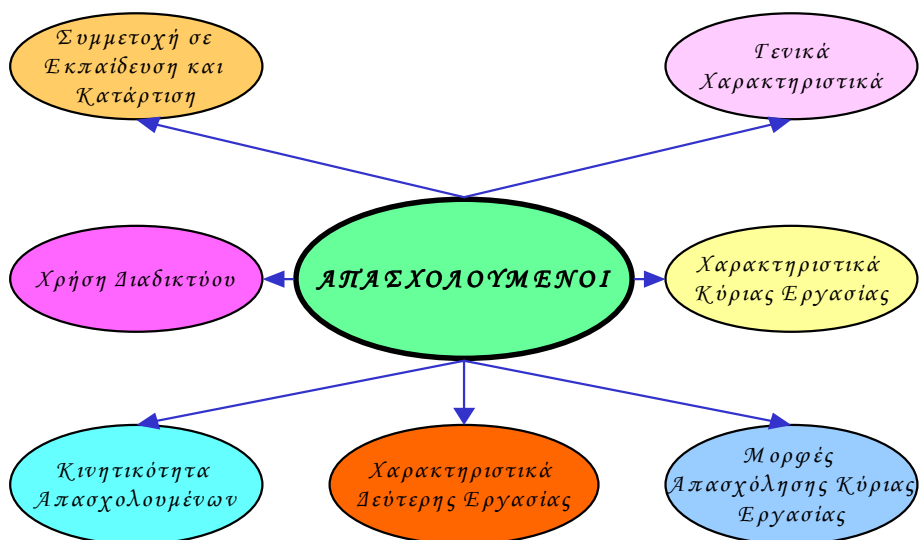 Συμμετοχή σε
Εκπαίδευση και
Κατάρτιση
Γενικά
Χαρακτηριστικά
Χρήση Διαδικτύου
ΑΠΑΣΧΟΛΟΥΜΕΝΟΙ
Χαρακτηριστικά
Κύριας Εργασίας
Κινητικότητα
Απασχολουμένων
Χαρακτηριστικά
Δεύτερης Εργασίας
Μορφές
Απασχόλησης Κύριας
Εργασίας